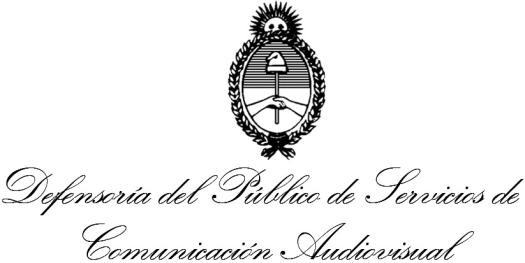 Defensoría del Público de Servicios de
Comunicación Audiovisual